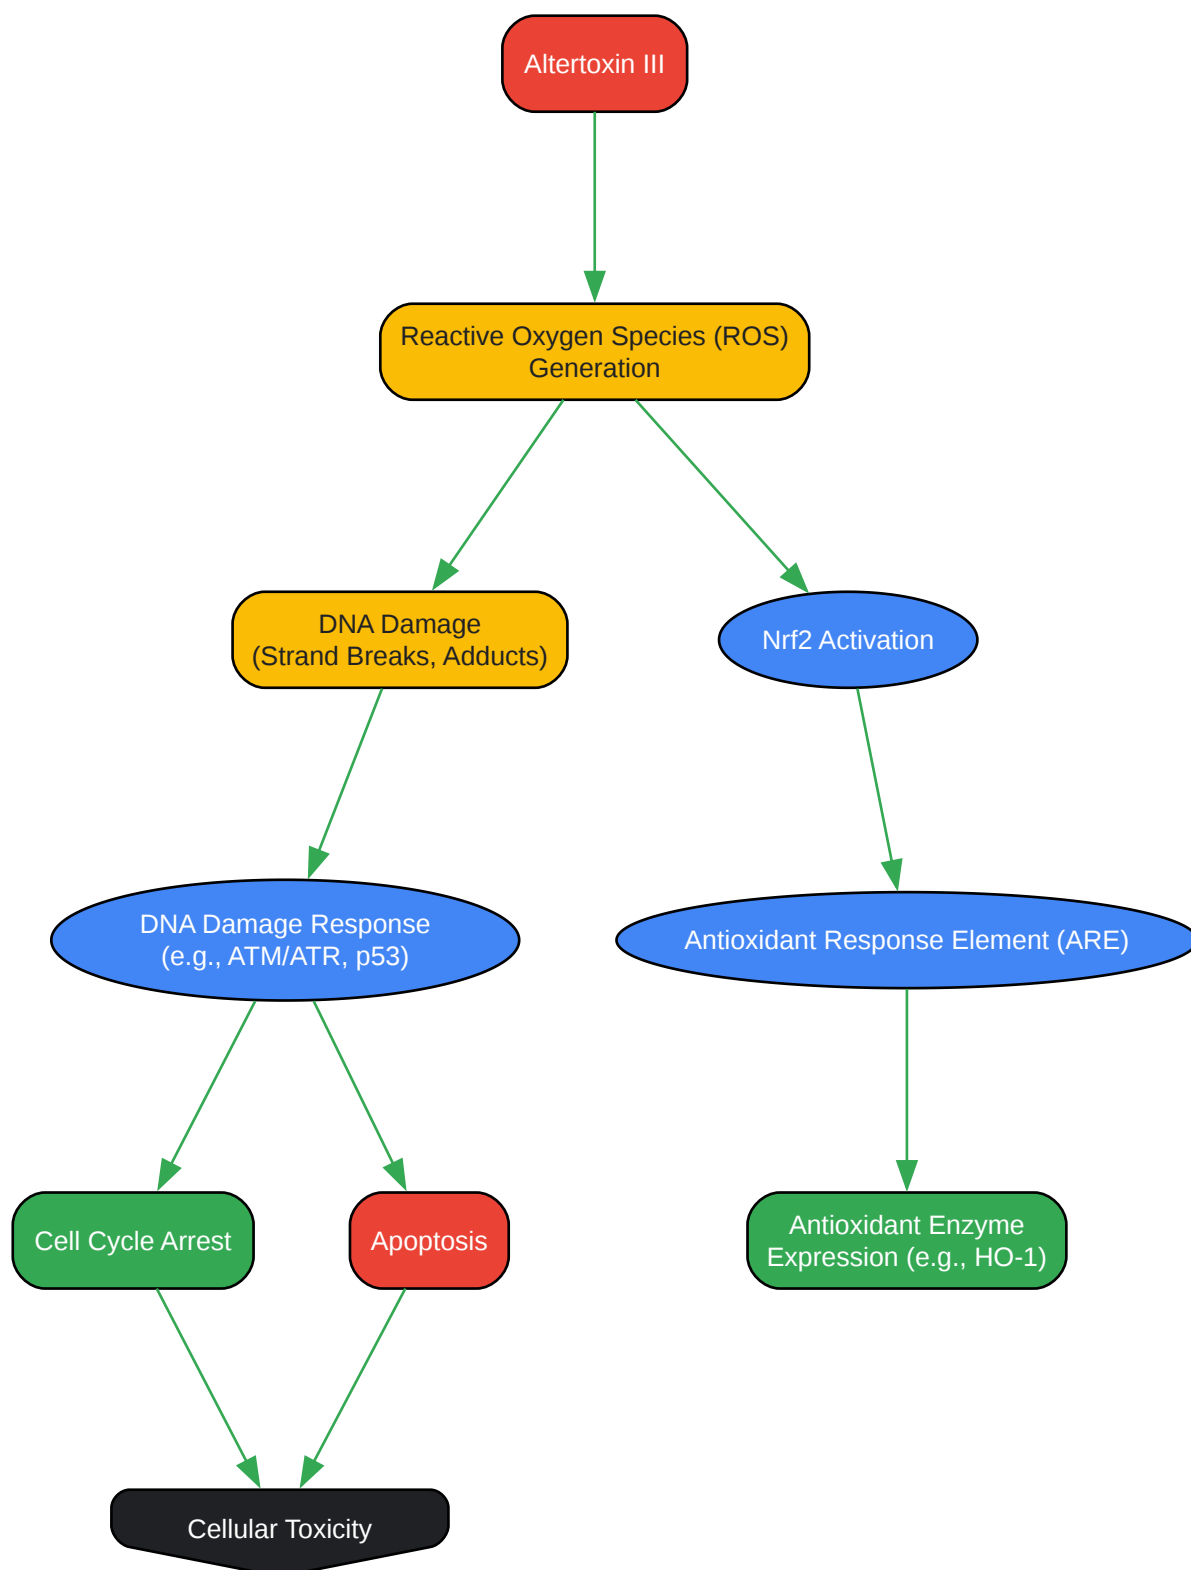 Altertoxin III
Reactive Oxygen Species (ROS)
Generation
DNA Damage
(Strand Breaks, Adducts)
Nrf2 Activation
DNA Damage Response
(e.g., ATM/ATR, p53)
Antioxidant Response Element (ARE)
Cell Cycle Arrest
Apoptosis
Antioxidant Enzyme
Expression (e.g., HO-1)
Cellular Toxicity